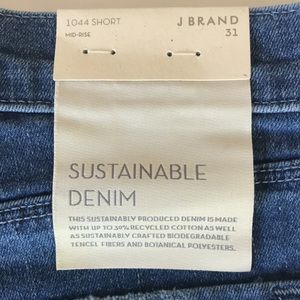 1044 SHORT
J BRAND
MID-RISE
31
SUSTAINABLE
DENIM
THIS SUSTAINABLY PRODUCED DENIM IS MADE
WITH UP TO 30% RECYCLED COTTON AS WELL
AS SUSTAINABLY CRAFTED BIODEGRADABLE
TENCEL FIBERS AND BOTANICAL POLYESTERS.